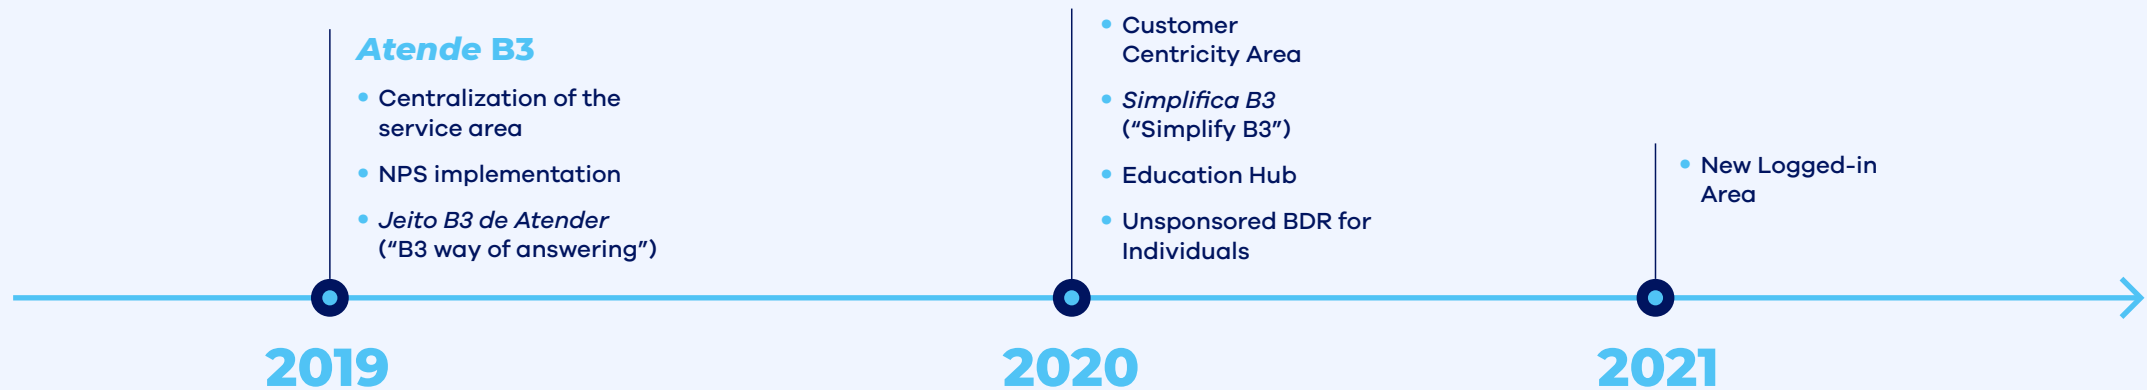 Atende B3
• Centralization of the
service area
• NPS implementation
• Jeito B3 de Atender
(“B3 way of answering”)
2019
• Customer
Centricity Area
• Simplifica B3
(“Simplify B3”)
• Education Hub
• Unsponsored BDR for
Individuals
2020
• New Logged-in
Area
2021